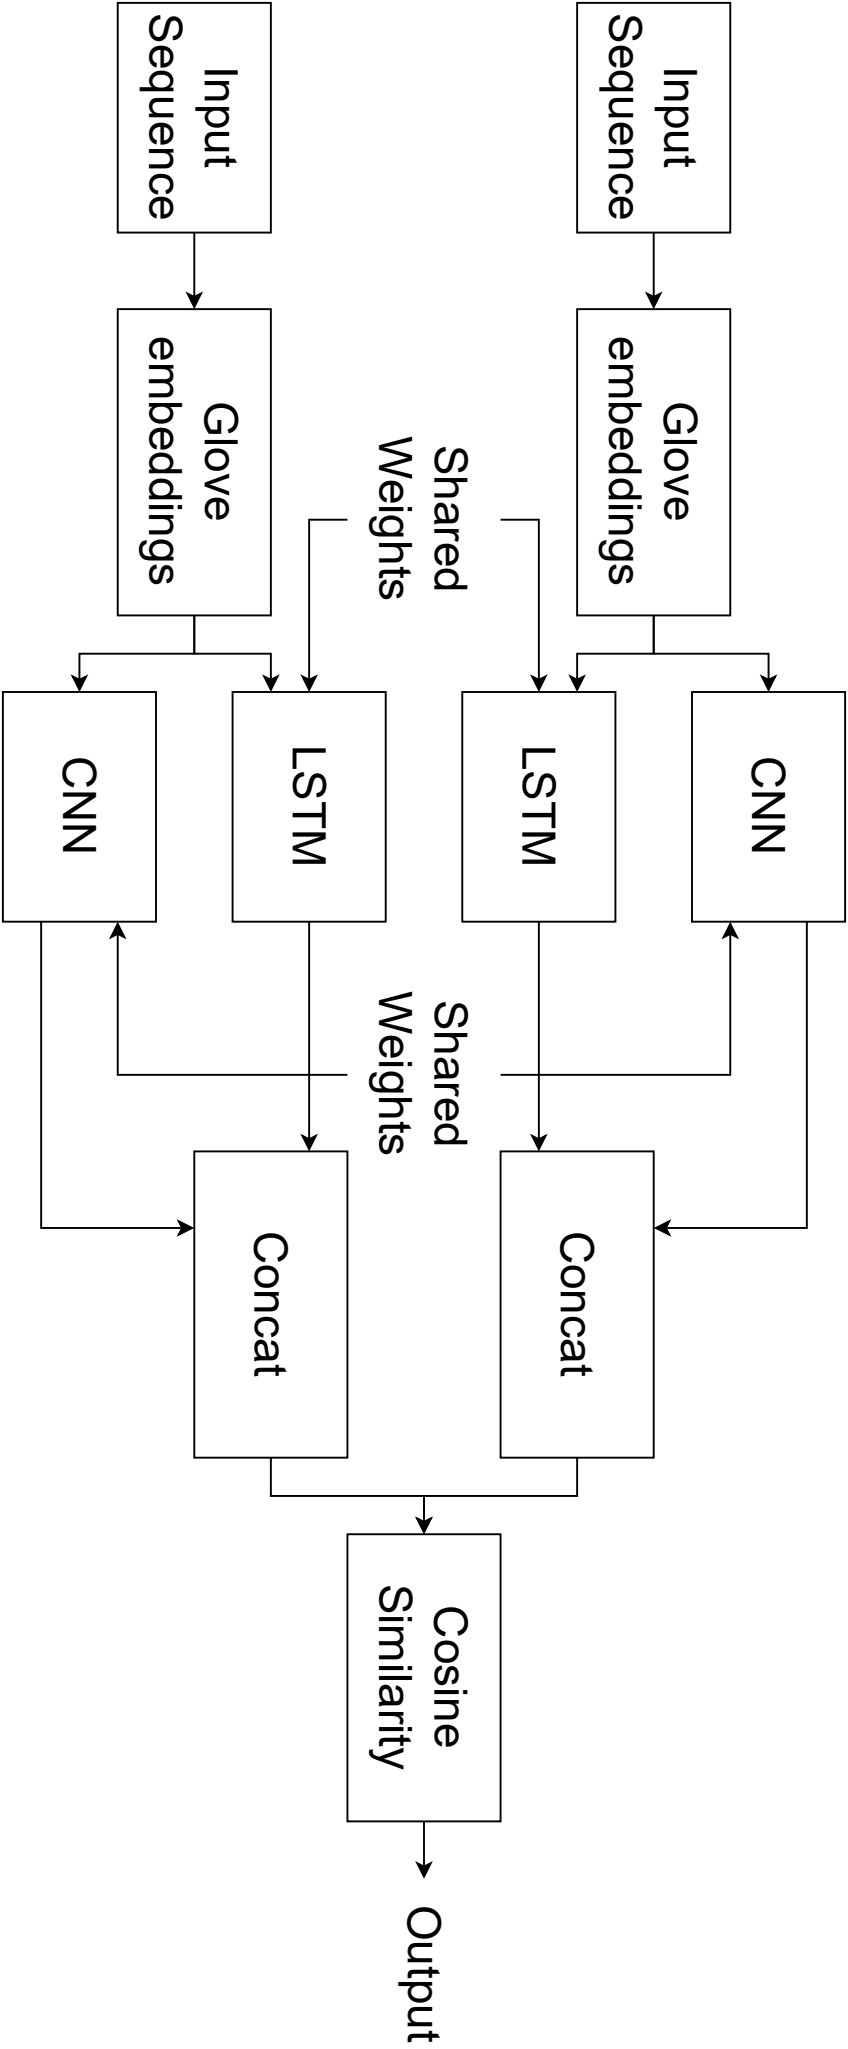 CNN
Input
Sequence
Glove
embeddings
LSTM
Concat
Shared
Weights
Shared
Weights
Cosine
Similarity
Output
LSTM
Concat
Input
Sequence
Glove
embeddings
CNN